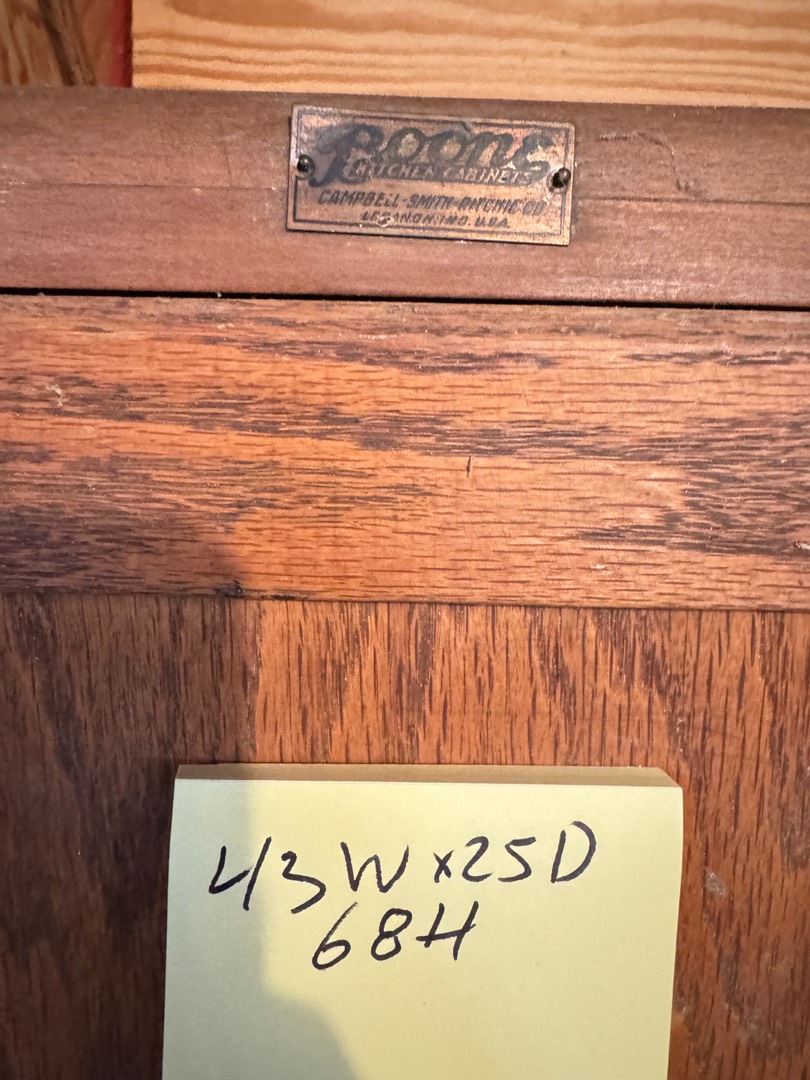 Boone
KITCHEN CABINETS
CAMPBELL-SMITH-RITCHIE CO
LEBANON, IND. U.S.A.
43W x 25D
68H